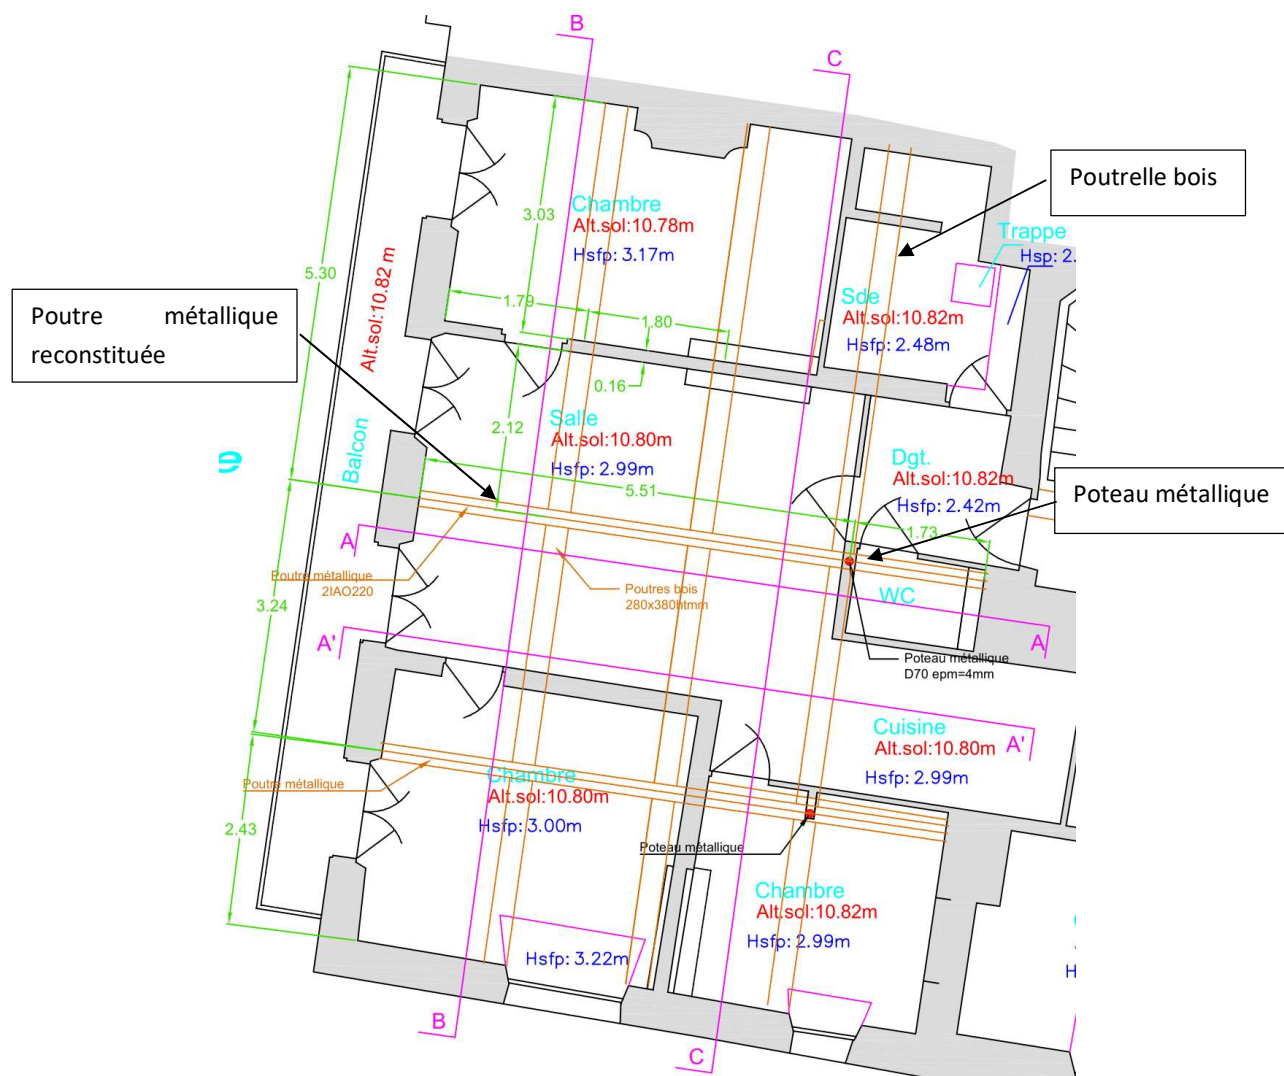 B
C
Poutrelle bois
Chambre
Alt.sol:10.78m
Hsfp: 3.17m
3.03
Trappe
Hsp: 2.
5.30
Alt.sol:10.82 m
1.79
1.80
Sde
Alt.sol:10.82m
Hsfp: 2.48m
Poutre métallique
reconstituée
0.16
Salle
Alt.sol:10.80m
Hsfp: 2.99m
2.12
Balcon
5.51
Dgt.
Alt.sol:10.82m
Hsfp: 2.42m
1.73
Poteau métallique
A
Poutre métallique
2IAO220
Poutres bois
280x380htmm
WC
3.24
A'
A
Poteau métallique
D70 epm=4mm
Cuisine
Alt.sol:10.80m
Hsfp: 2.99m
A'
Poutre métallique
Chambre
Alt.sol:10.80m
Hsfp: 3.00m
2.43
Poteau métallique
Chambre
Alt.sol:10.82m
Hsfp: 2.99m
Hsfp: 3.22m
H
B
C